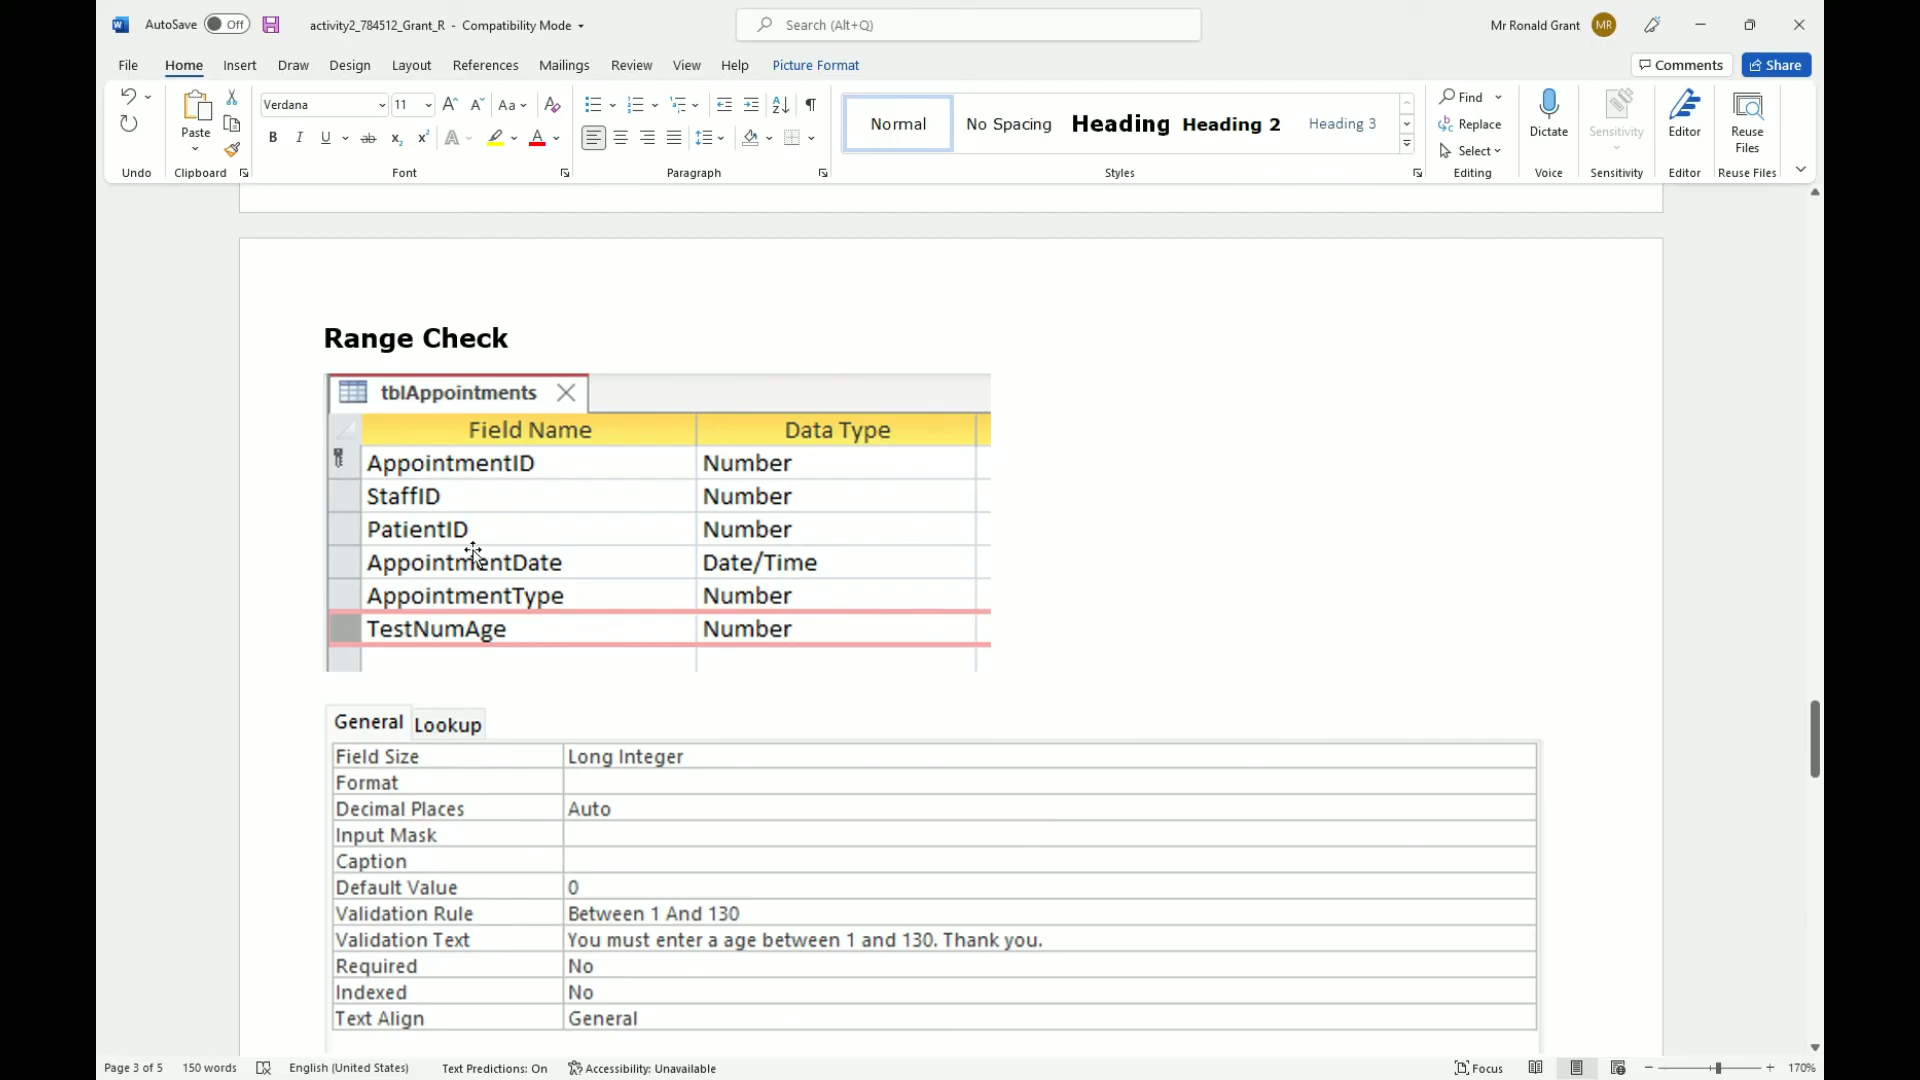 AutoSave Off activity2_784512_Grant_R - Compatibility Mode Search (Alt+Q) Mr Ronald Grant MR
File Home Insert Draw Design Layout References Mailings Review View Help Picture Format Comments Share
Paste
Verdana 11 Aa
B I U ab x₂ x² A A
Normal No Spacing Heading Heading 2 Heading 3
Find
Replace
Select
Dictate
Sensitivity
Editor
Reuse Files
Undo Clipboard Font Paragraph Styles Editing Voice Sensitivity Editor Reuse Files
Range Check
tblAppointments
Field Name Data Type
AppointmentID Number
StaffID Number
PatientID Number
AppointmentDate Date/Time
AppointmentType Number
TestNumAge Number
General Lookup
Field Size Long Integer
Format
Decimal Places Auto
Input Mask
Caption
Default Value 0
Validation Rule Between 1 And 130
Validation Text You must enter a age between 1 and 130. Thank you.
Required No
Indexed No
Text Align General
Page 3 of 5 150 words English (United States) Text Predictions: On Accessibility: Unavailable Focus 170%